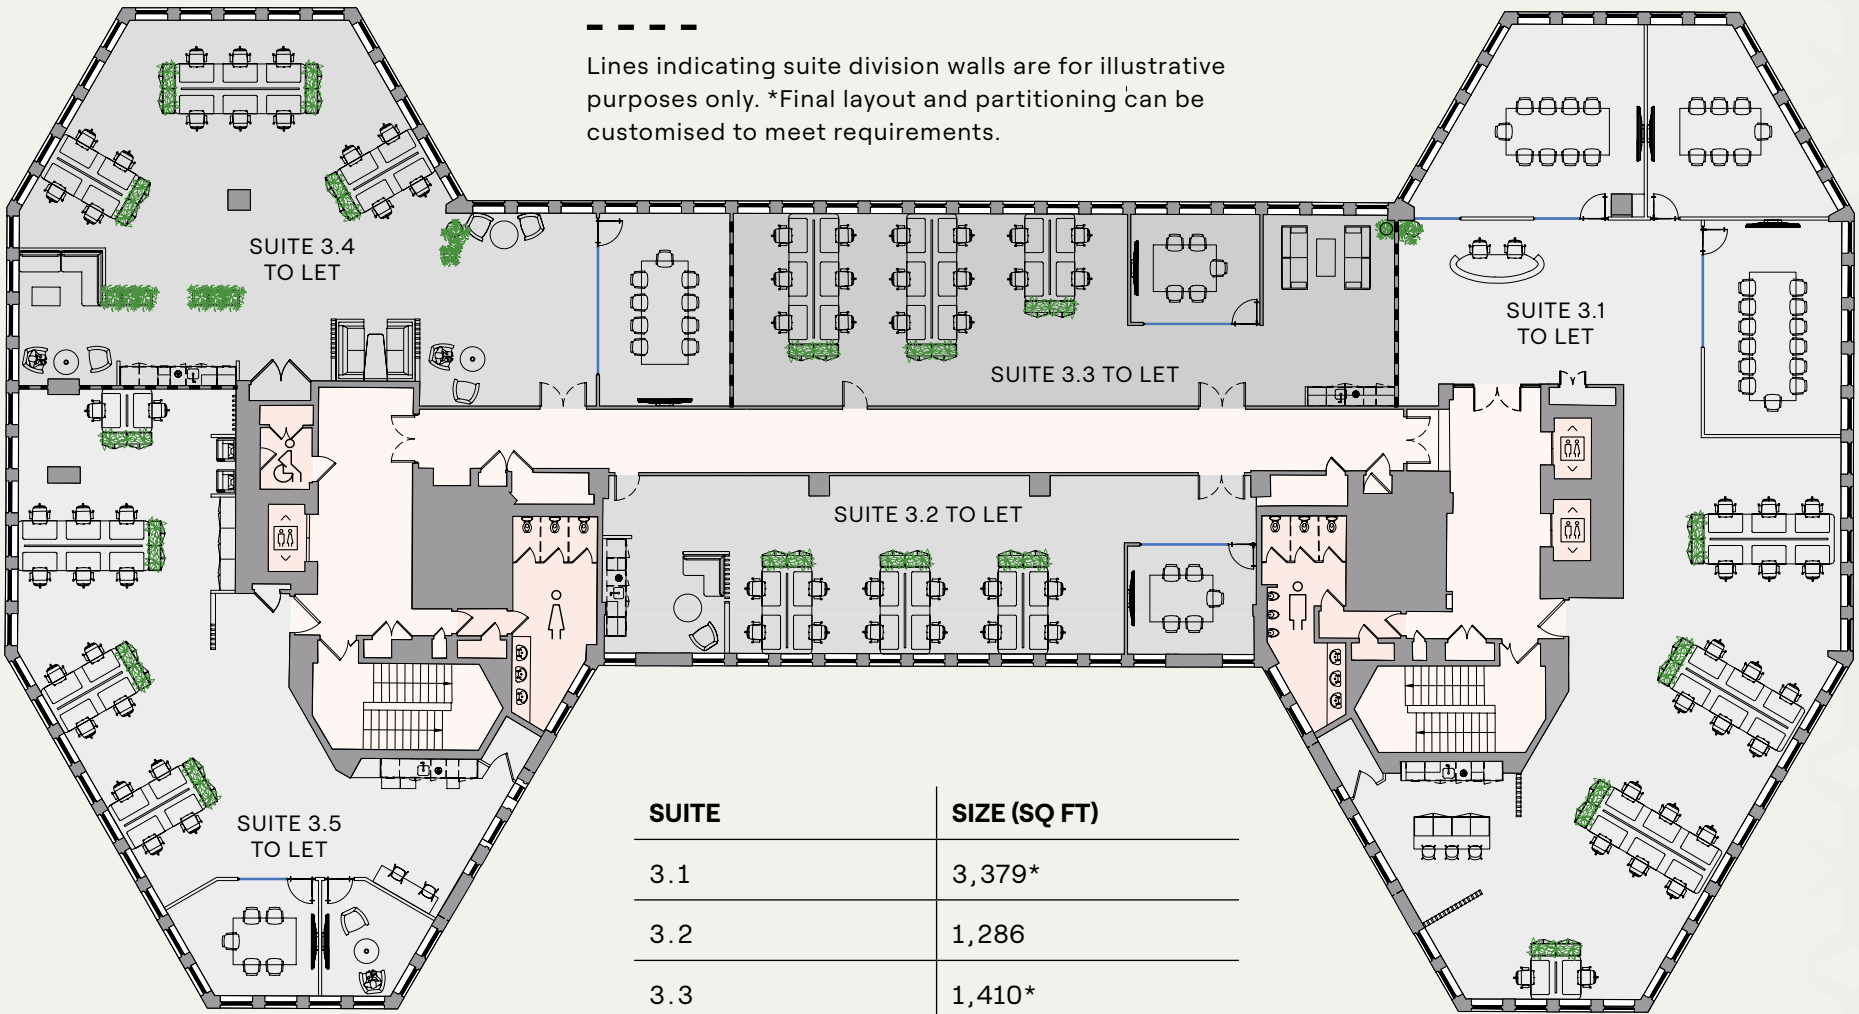 Lines indicating suite division walls are for illustrative
purposes only. *Final layout and partitioning can be
customised to meet requirements.
SUITE 3.4
TO LET
SUITE 3.1
TO LET
SUITE 3.3 TO LET
SUITE 3.2 TO LET
SUITE 3.5
TO LET
SUITE SIZE (SQ FT)
3.1 3,379*
3.2 1,286
3.3 1,410*